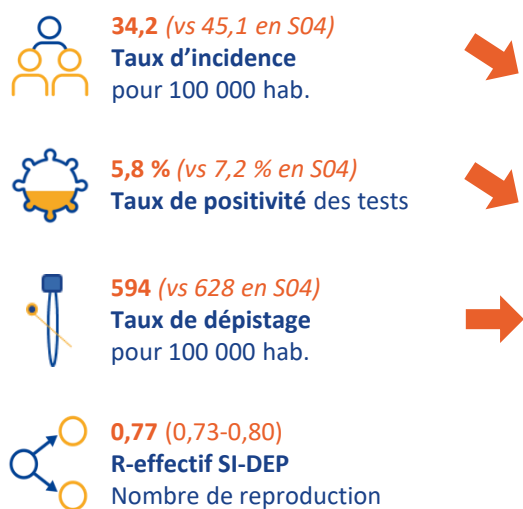 34,2 (vs 45,1 en S04)
Taux d’incidence
pour 100 000 hab.
5,8 % (vs 7,2 % en S04)
Taux de positivité des tests
594 (vs 628 en S04)
Taux de dépistage
pour 100 000 hab.
0,77 (0,73-0,80)
R-effectif SI-DEP
Nombre de reproduction